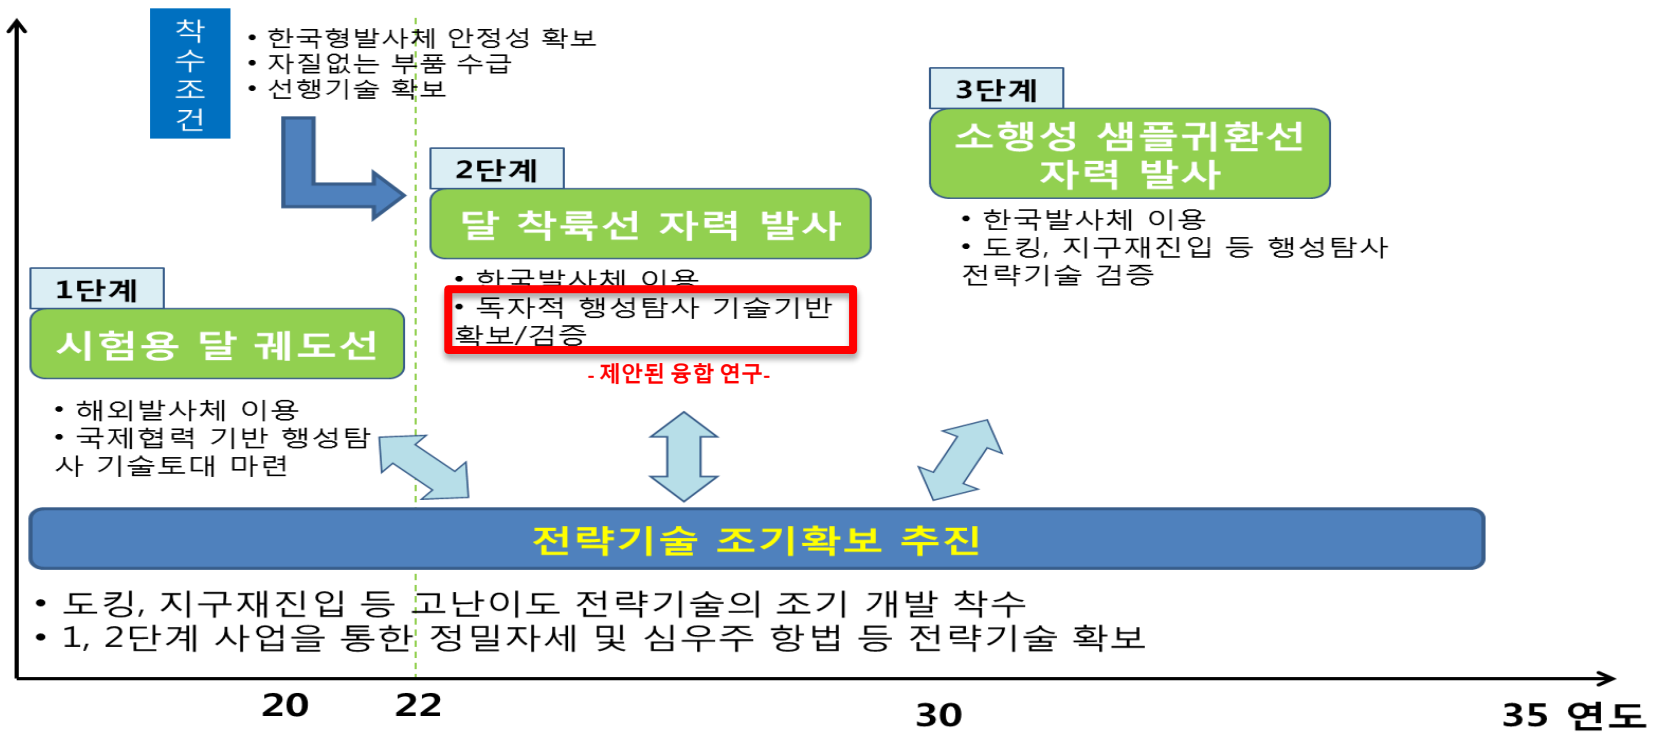 착
수
조
건
• 한국형발사체 안정성 확보
• 자질없는 부품 수급
• 선행기술 확보
3단계
소행성 샘플귀환선
자력 발사
• 한국발사체 이용
• 도킹, 지구재진입 등 행성탐사
전략기술 검증
2단계
달 착륙선 자력 발사
• 한국발사체 이용
• 독자적 행성탐사 기술기반
확보/검증
- 제안된 융합 연구-
1단계
시험용 달 궤도선
• 해외발사체 이용
• 국제협력 기반 행성탐
사 기술토대 마련
전략기술 조기확보 추진
• 도킹, 지구재진입 등 고난이도 전략기술의 조기 개발 착수
• 1, 2단계 사업을 통한 정밀자세 및 심우주 항법 등 전략기술 확보
20
22
30
35 연도